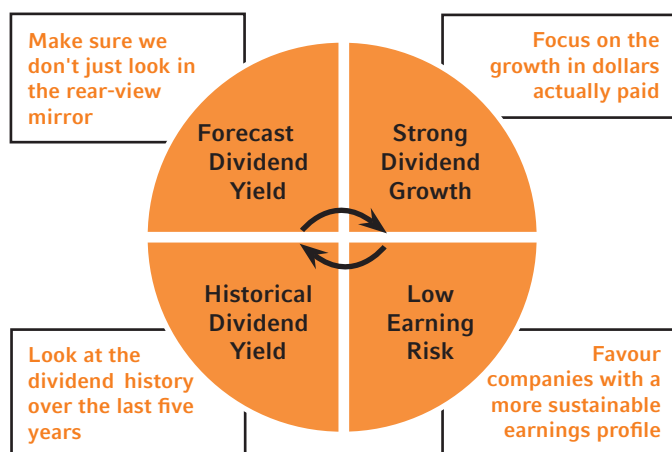 Make sure we
don't just look in
the rear-view
mirror
Focus on the
growth in dollars
actually paid
Forecast
Dividend
Yield
Strong
Dividend
Growth
Historical
Dividend
Yield
Low
Earning
Risk
Look at the
dividend history
over the last five
years
Favour
companies with a
more sustainable
earnings profile